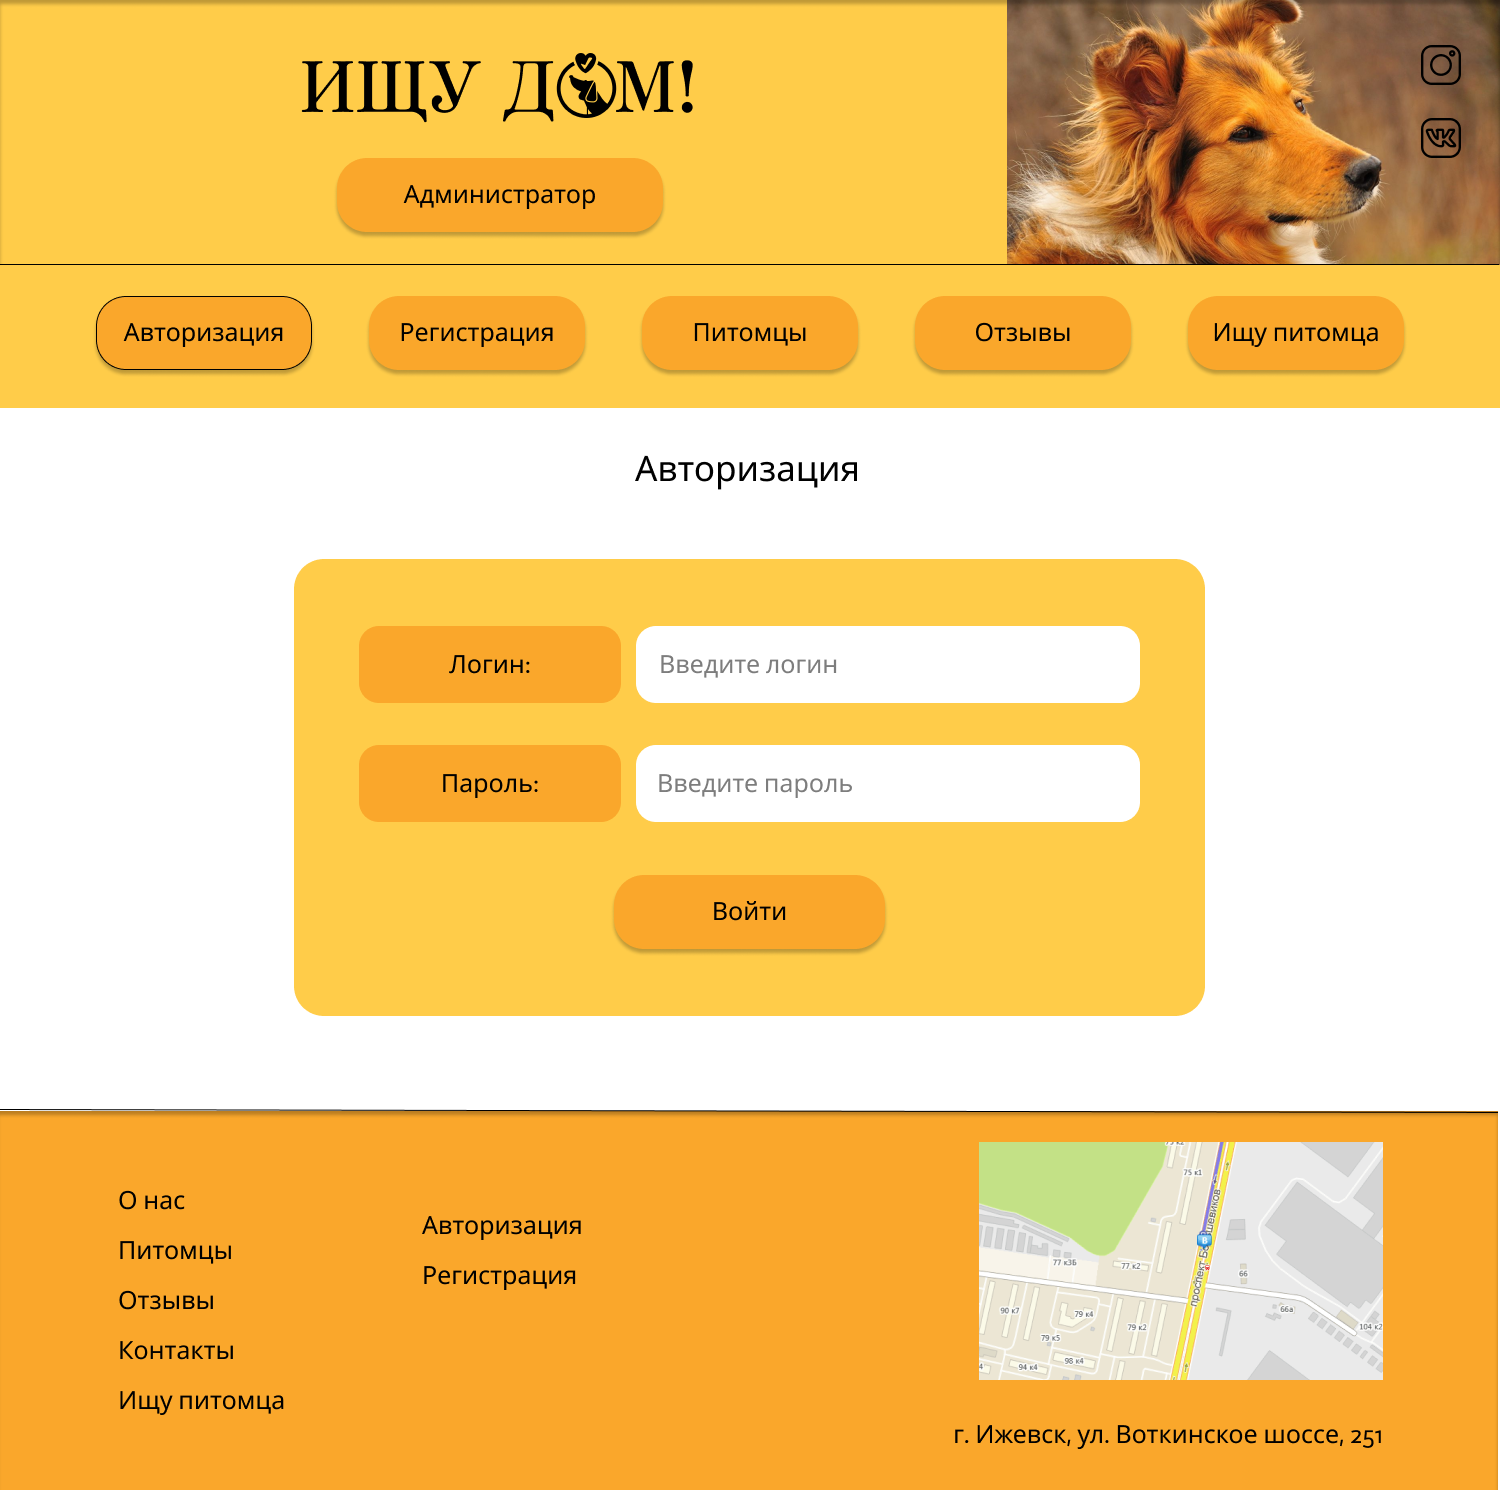 ИЩУ ДОМ!
Администратор
Авторизация
Регистрация
Питомцы
Отзывы
Ищу питомца
Авторизация
Логин:
Введите логин
Пароль:
Введите пароль
Войти
О нас
Питомцы
Отзывы
Контакты
Ищу питомца
Авторизация
Регистрация
75 к1
77 к3Б
77 к2
66
66а
90 к7
79 к4
79 к2
79 к5
104 к2
94 к4
98 к4
проспект
г. Ижевск, ул. Воткинское шоссе, 251